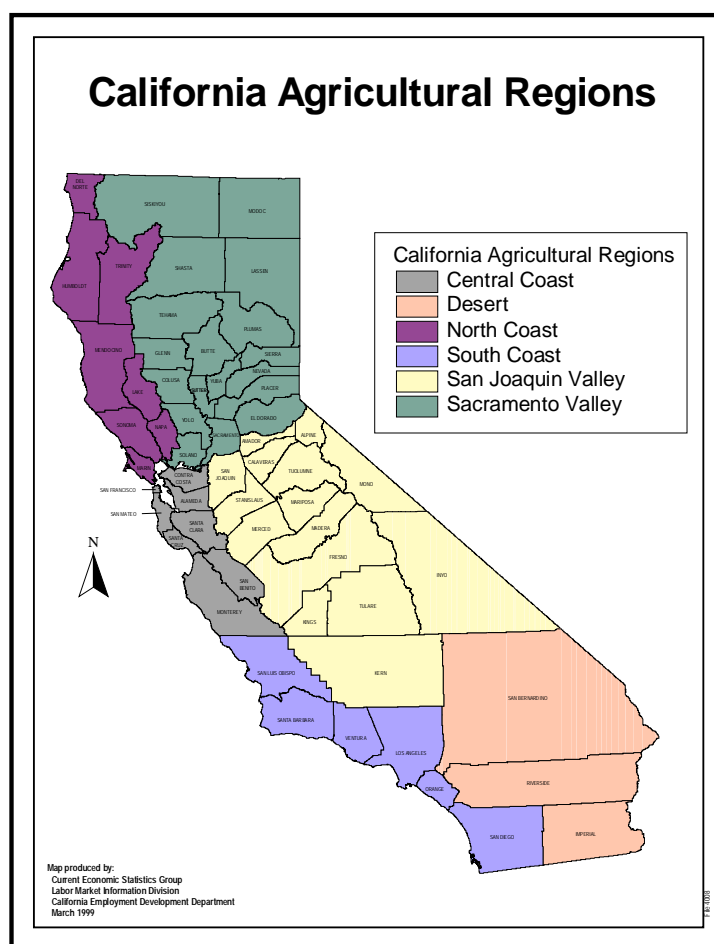 California Agricultural Regions
California Agricultural Regions
Central Coast
Desert
North Coast
South Coast
San Joaquin Valley
Sacramento Valley
DEL
NORTE
SISKIYOU
MODOC
TRINITY
SHASTA
LASSEN
HUMBOLDT
TEHAMA
PLUMAS
MENDOCINO
GLENN
BUTTE
SIERRA
NEVADA
LAKE
COLUSA
SUTTER
YUBA
PLACER
SONOMA
NAPA
YOLO
EL DORADO
SACRAMENTO
AMADOR
ALPINE
SOLANO
MARIN
CALAVERAS
CONTRA
COSTA
SAN
JOAQUIN
TUOLUMNE
MONO
SAN FRANCISCO
ALAMEDA
STANISLAUS
MARIPOSA
SAN MATEO
SANTA
CLARA
MERCED
MADERA
SANTA
CRUZ
FRESNO
N
SAN
BENITO
INYO
MONTEREY
KINGS
TULARE
SAN LUIS OBISPO
KERN
SAN BERNARDINO
SANTA BARBARA
VENTURA
LOS ANGELES
ORANGE
RIVERSIDE
SAN DIEGO
IMPERIAL
Map produced by:
Current Economic Statistics Group
Labor Market Information Division
California Employment Development Department
March 1999
File 4008